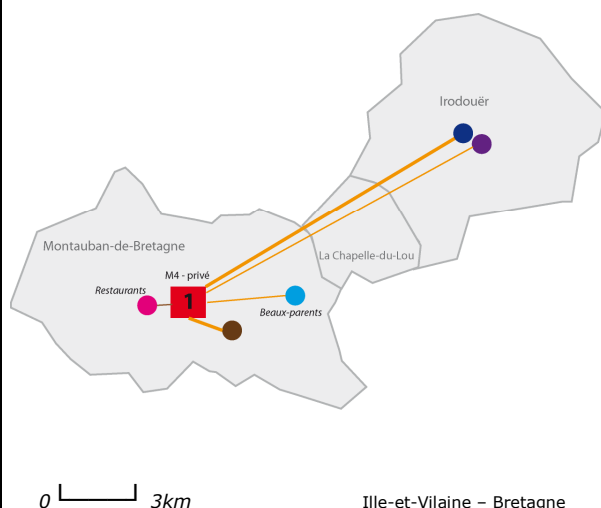 Irodouër
Montauban-de-Bretagne
La Chapelle-du-Lou
M4 - privé
Restaurants
1
Beaux-parents
0 3km
Ille-et-Vilaine – Bretagne